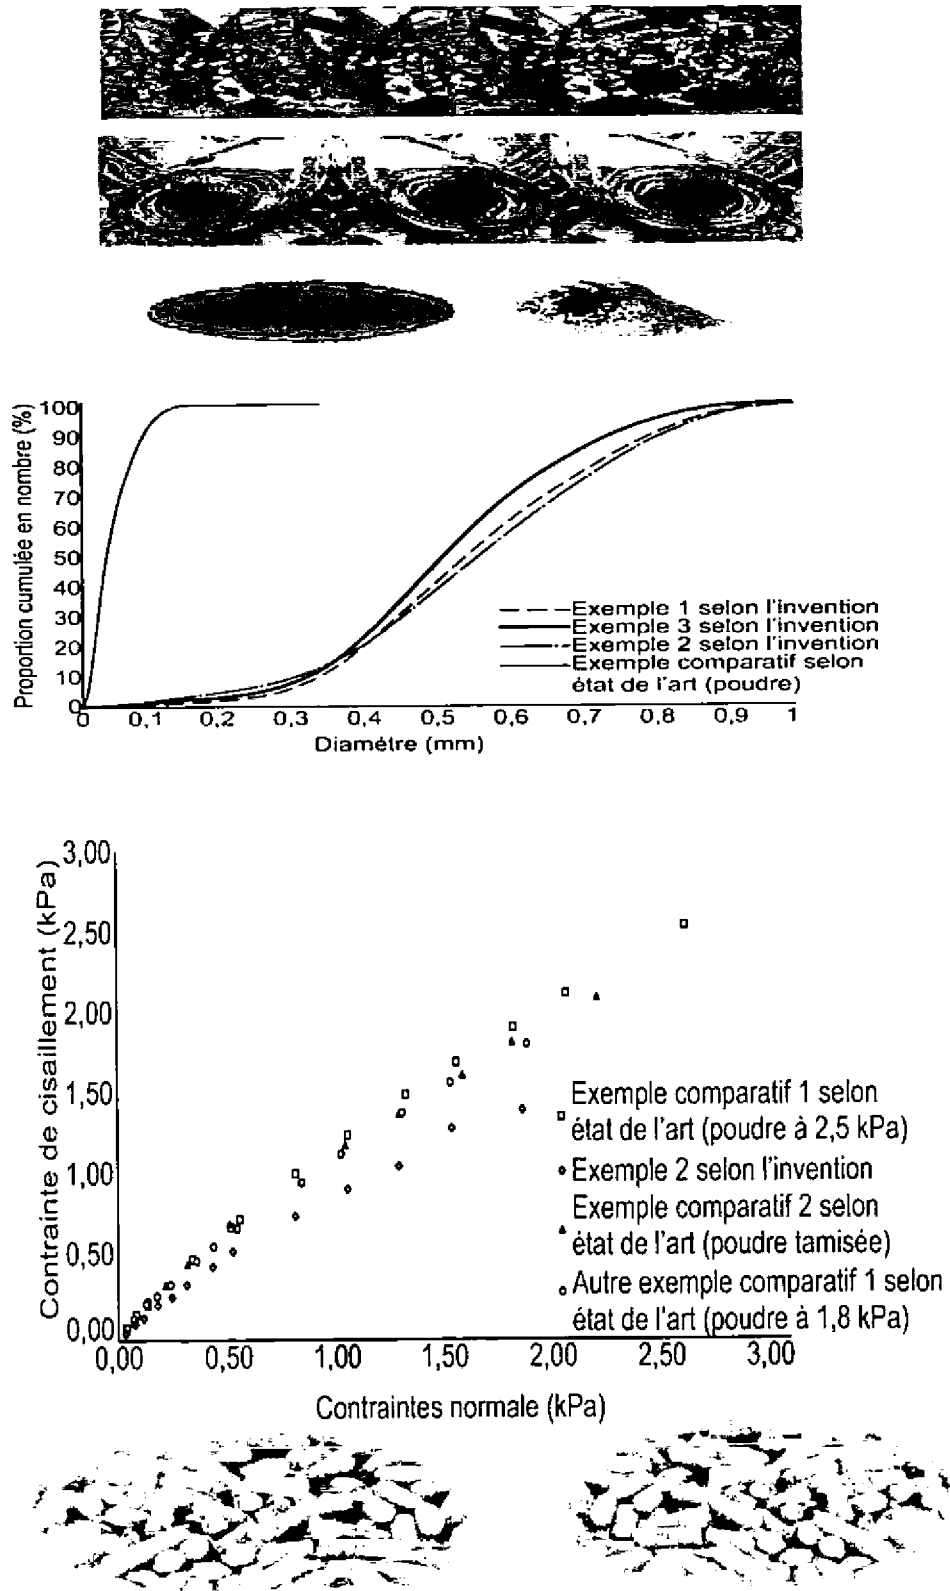 Proportion cumulée en nombre (%)
100
90
80
70
60
50
40
30
20
10
0
0 0,1 0,2 0,3 0,4 0,5 0,6 0,7 0,8 0,9 1
Diamétre (mm)
Exemple 1 selon l'invention
Exemple 3 selon l'invention
Exemple 2 selon l'invention
Exemple comparatif selon
état de l'art (poudre)
Contrainte de cisaillement (kPa)
3,00
2,50
2,00
1,50
1,00
0,50
0,00
0,00 0,50 1,00 1,50 2,00 2,50 3,00
Contraintes normale (kPa)
Exemple comparatif 1 selon
état de l'art (poudre à 2,5 kPa)
Exemple 2 selon l'invention
Exemple comparatif 2 selon
état de l'art (poudre tamisée)
Autre exemple comparatif 1 selon
état de l'art (poudre à 1,8 kPa)